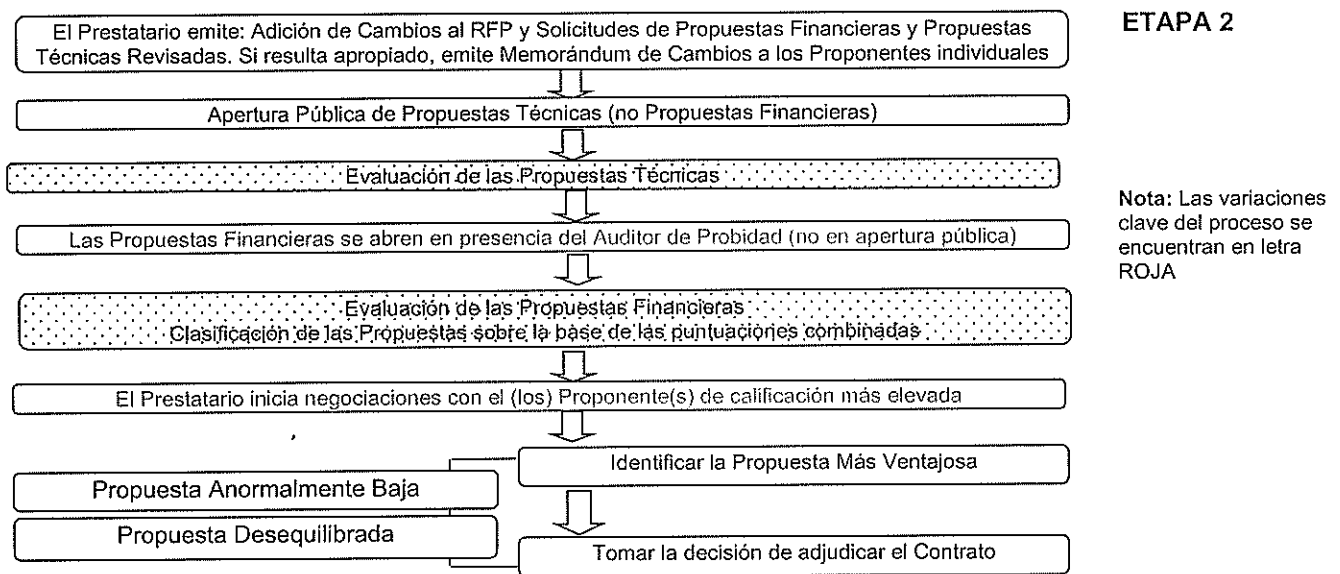 El Prestatario emite: Adición de Cambios al RFP y Solicitudes de Propuestas Financieras y Propuestas
Técnicas Revisadas. Si resulta apropiado, emite Memorándum de Cambios a los Proponentes individuales
ETAPA 2
Apertura Pública de Propuestas Técnicas (no Propuestas Financieras)
Evaluación de las Propuestas Técnicas
Las Propuestas Financieras se abren en presencia del Auditor de Probidad (no en apertura pública)
Nota: Las variaciones
clave del proceso se
encuentran en letra
ROJA
Evaluación de las Propuestas Financieras
Clasificación de las Propuestas sobre la base de las puntuaciones combinadas
El Prestatario inicia negociaciones con el (los) Proponente(s) de calificación más elevada
Identificar la Propuesta Más Ventajosa
Propuesta Anormalmente Baja
Propuesta Desequilibrada
Tomar la decisión de adjudicar el Contrato